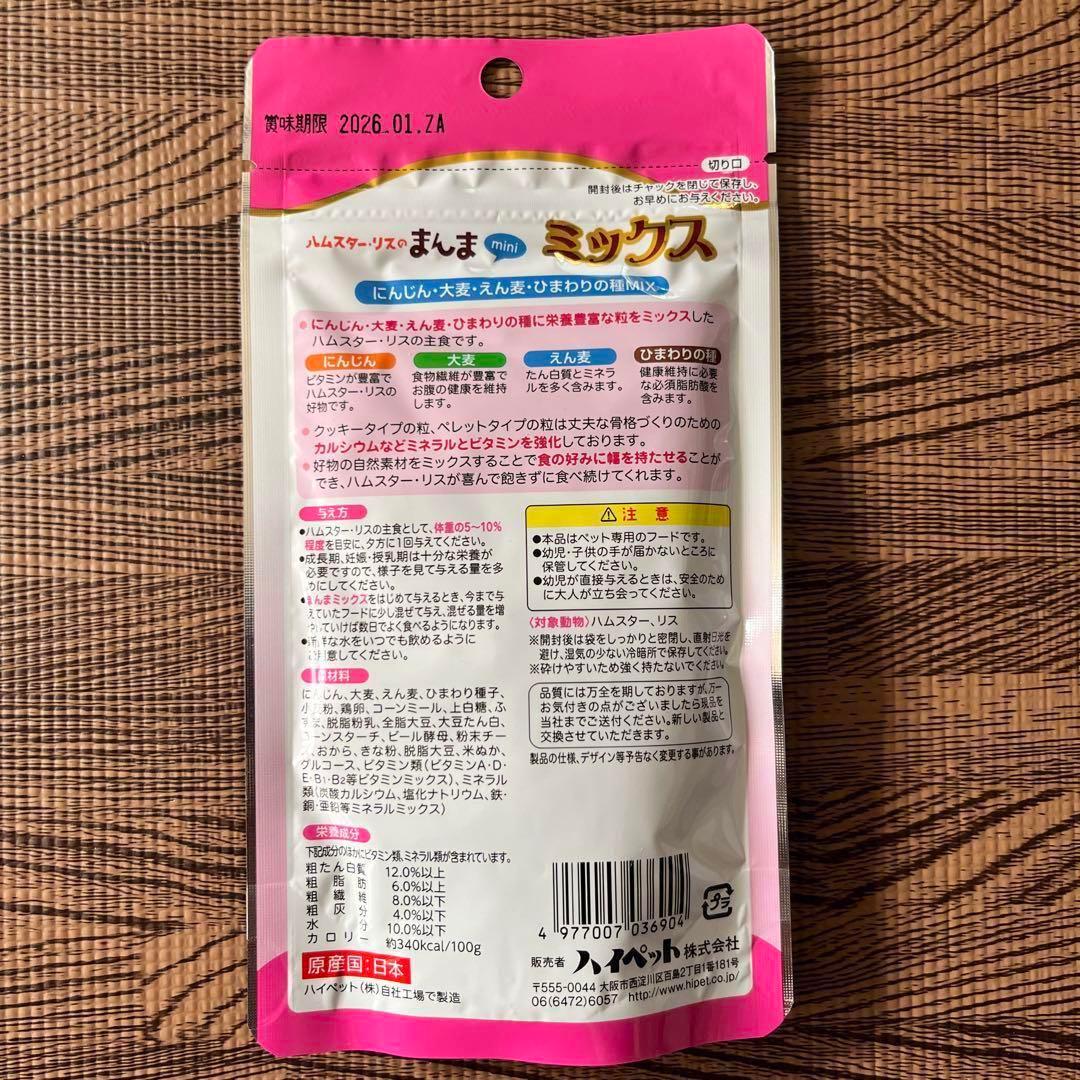 賞味期限 2026.01.ZA
切り口
開封後はチャックを閉じて保存し、
お早めにお与えください。
ハムスター・リスの まんま mini ミックス
にんじん・大麦・えん麦・ひまわりの種MIX
●にんじん・大麦・えん麦・ひまわりの種に栄養豊富な粒をミックスした
ハムスター・リスの主食です。
にんじん
ビタミンが豊富で
ハムスター・リスの
好物です。
大麦
食物繊維が豊富で
お腹の健康を維持
します。
えん麦
たん白質とミネラ
ルを多く含みます。
ひまわりの種
健康維持に必要
な必須脂肪酸を
含みます。
●クッキータイプの粒、ペレットタイプの粒は丈夫な骨格づくりのための
カルシウムなどミネラルとビタミンを強化しております。
●好物の自然素材をミックスすることで食の好みに幅を持たせることが
でき、ハムスター・リスが喜んで飽きずに食べ続けてくれます。
与え方
●ハムスター・リスの主食として、体重の5〜10%
程度を目安に、夕方に1回与えてください。
●成長期、妊娠・授乳期は十分な栄養が
必要ですので、様子を見て与える量を多
めにしてください。
●まんまミックスをはじめて与えるとき、今まで与
えていたフードに少し混ぜて与え、混ぜる量を増
やしていけば数日でよく食べるようになります。
●新鮮な水をいつでも飲めるように
ご用意してください。
原材料
にんじん、大麦、えん麦、ひまわり種子、
小麦粉、鶏卵、コーンミール、上白糖、ふ
すま、脱脂粉乳、全脂大豆、大豆たん白、
コーンスターチ、ビール酵母、粉末チー
ズ、おから、きな粉、脱脂大豆、米ぬか、
グルコース、ビタミン類(ビタミンA・D・
E・B1・B2等ビタミンミックス)、ミネラル
類(炭酸カルシウム、塩化ナトリウム、鉄・
銅・亜鉛等ミネラルミックス)
栄養成分
下記成分のほかにビタミン類、ミネラル類が含まれています。
粗たん白質 12.0%以上
粗脂肪 6.0%以上
粗繊維 8.0%以下
粗灰分 4.0%以下
水分 10.0%以下
カロリー 約340kcal/100g
原産国:日本
ハイペット(株)自社工場で製造
⚠注意
●本品はペット専用のフードです。
●幼児・子供の手が届かないところに
保管してください。
●幼児が直接与えるときは、安全のため
に大人が立ち会ってください。
〈対象動物〉ハムスター、リス
※開封後は袋をしっかりと密閉し、直射日光を
避け、湿気の少ない冷暗所で保存してください。
※砕けやすいため強く持たないでください。
品質には万全を期しておりますが、万一
お気付きの点がございましたら現品を
当社までご送付ください。新しい製品と
交換させていただきます。
製品の仕様、デザイン等予告なく変更する事があります。
4 977007 036904
プラ
販売者 ハイペット株式会社
〒555-0044 大阪市西淀川区百島2丁目1番181号
06(6472)6057 http://www.hipet.co.jp/